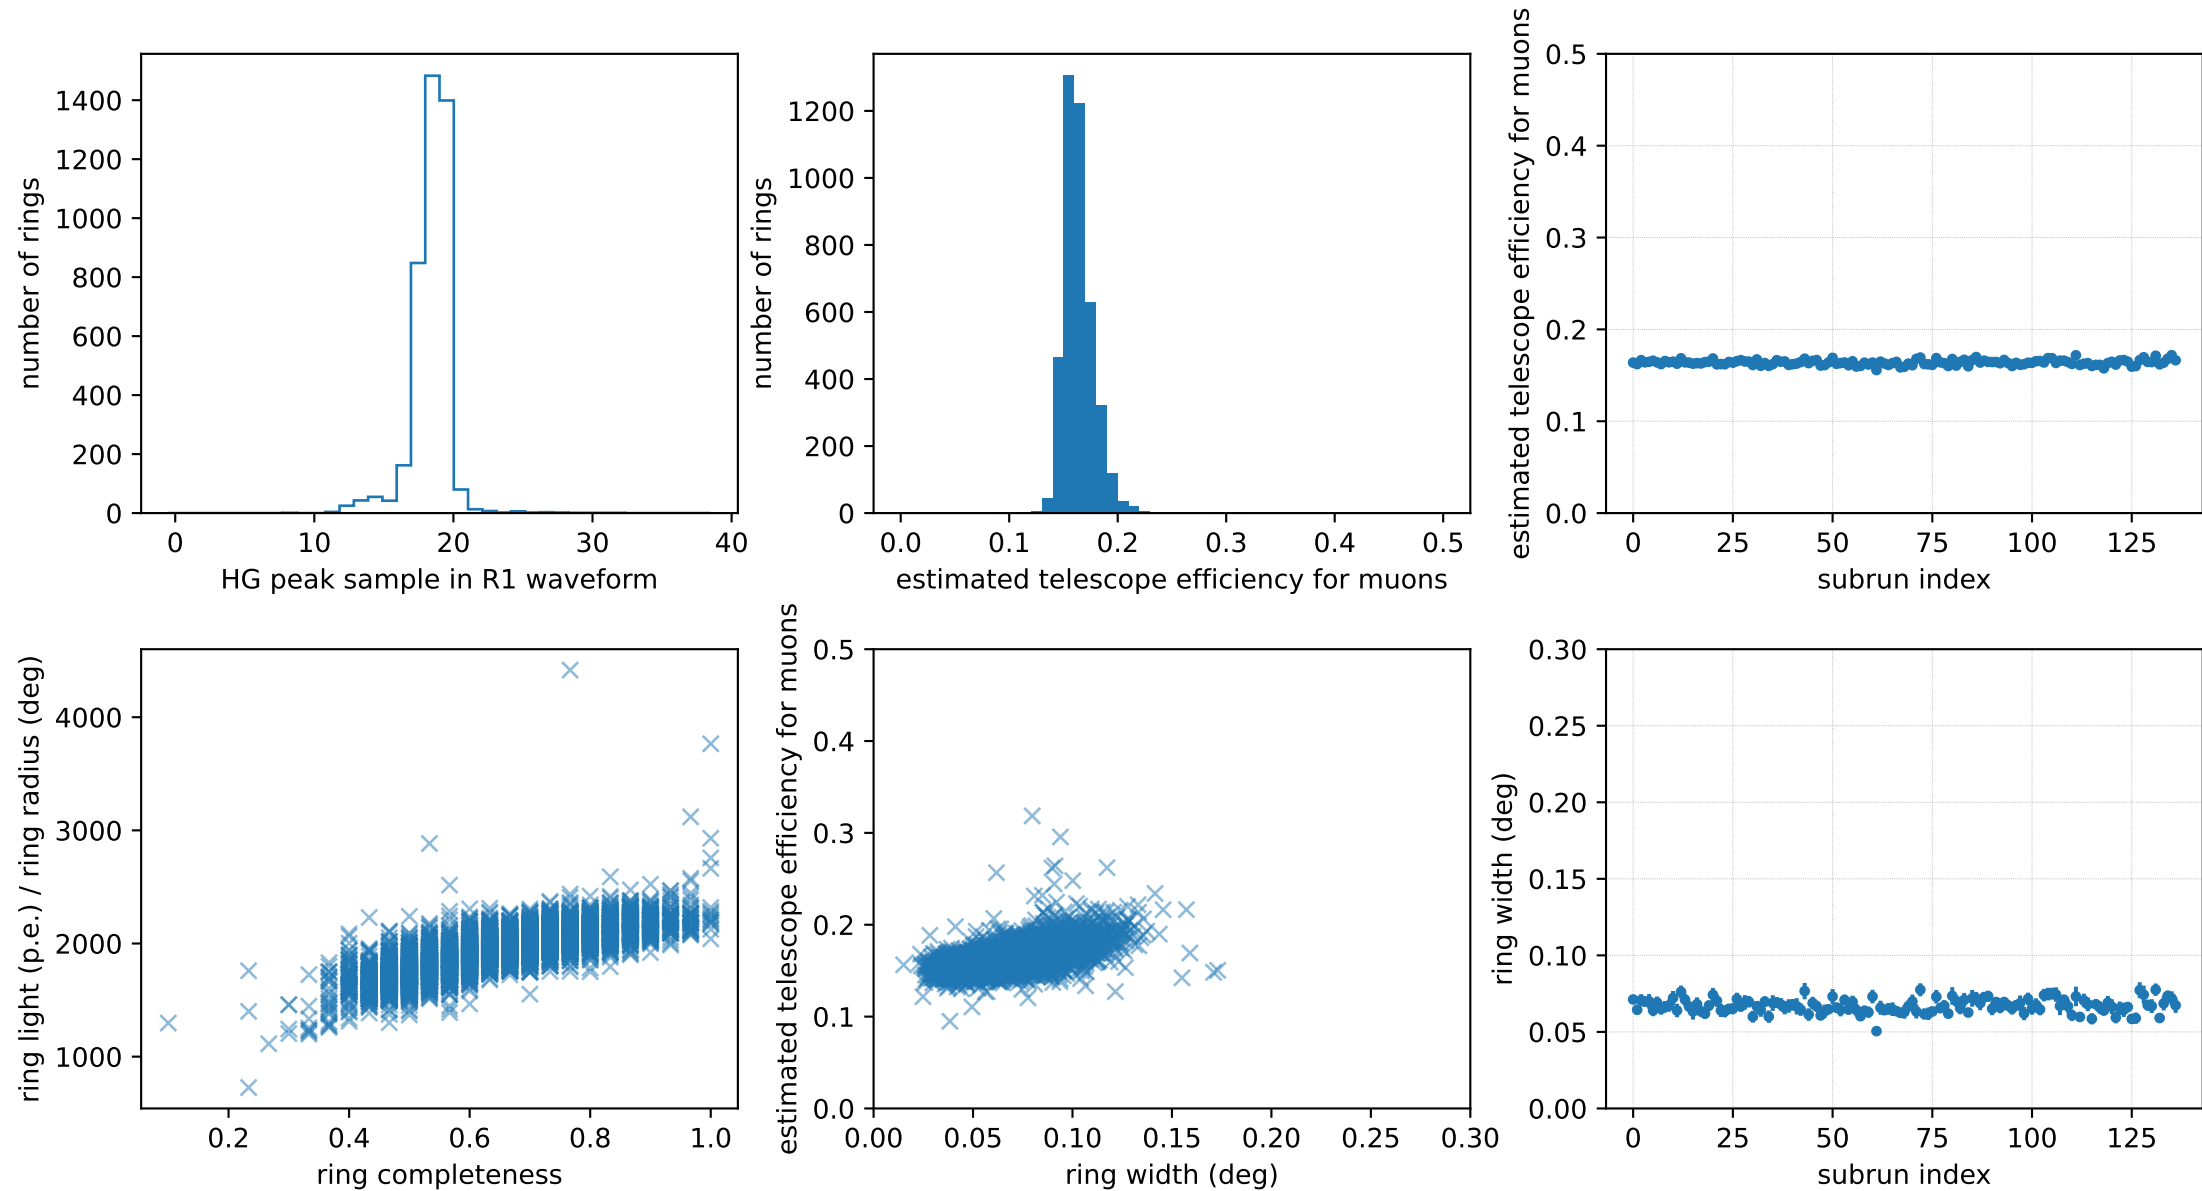 number of rings
1400
1200
1000
800
600
400
200
0
0 10 20 30 40
HG peak sample in R1 waveform
number of rings
1200
1000
800
600
400
200
0
0.0 0.1 0.2 0.3 0.4 0.5
estimated telescope efficiency for muons
estimated telescope efficiency for muons
0.5
0.4
0.3
0.2
0.1
0.0
0 25 50 75 100 125
subrun index
ring light (p.e.) / ring radius (deg)
4000
3000
2000
1000
0.2 0.4 0.6 0.8 1.0
ring completeness
estimated telescope efficiency for muons
0.5
0.4
0.3
0.2
0.1
0.0
0.00 0.05 0.10 0.15 0.20 0.25 0.30
ring width (deg)
ring width (deg)
0.30
0.25
0.20
0.15
0.10
0.05
0.00
0 25 50 75 100 125
subrun index